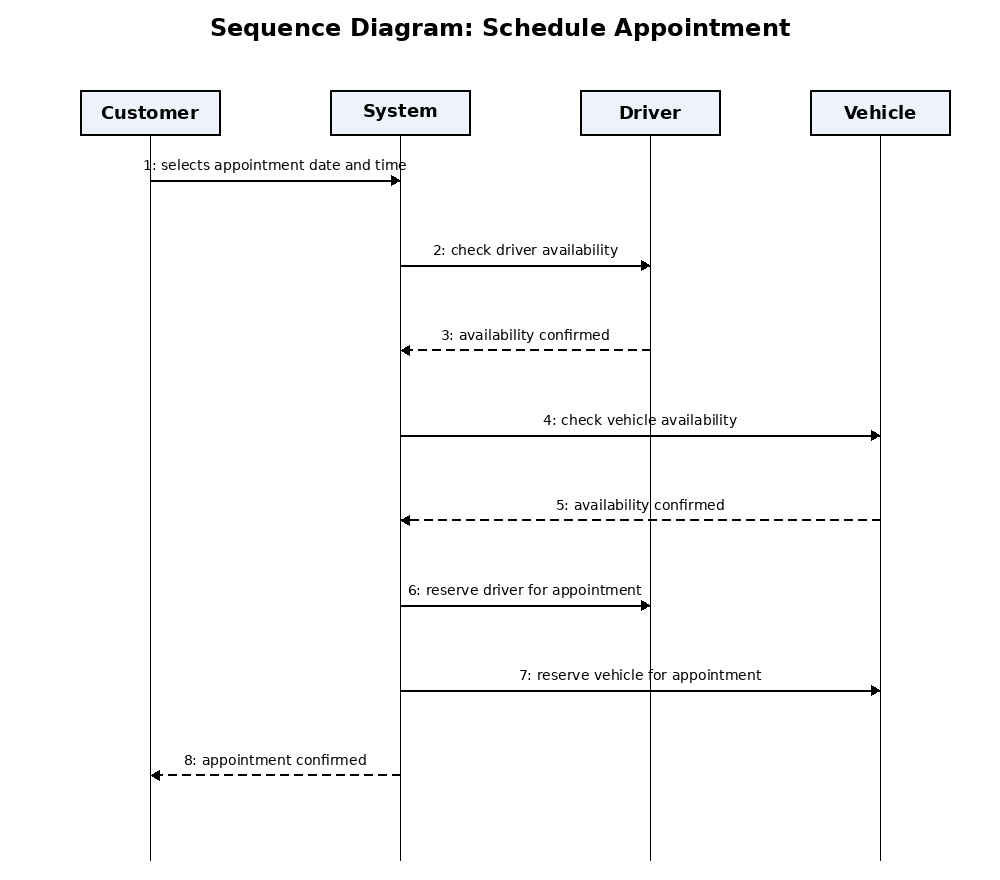 Sequence Diagram: Schedule Appointment
Customer
System
Driver
Vehicle
1: selects appointment date and time
2: check driver availability
3: availability confirmed
4: check vehicle availability
5: availability confirmed
6: reserve driver for appointment
7: reserve vehicle for appointment
8: appointment confirmed